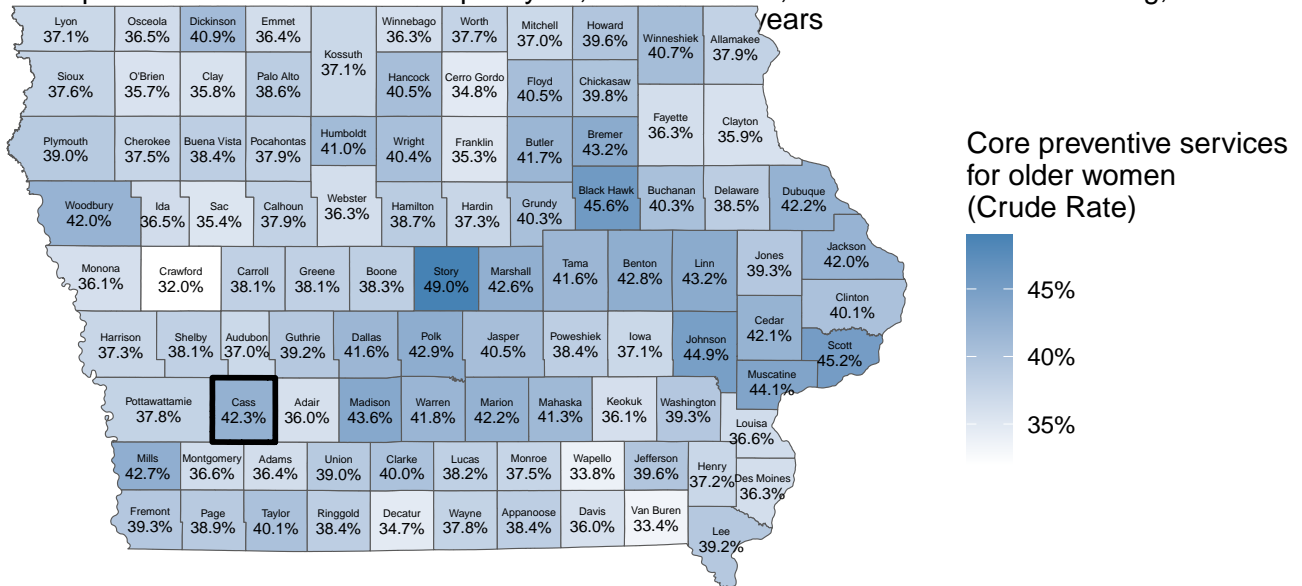 years
Lyon Osceola Dickinson Emmet Winnebago Worth Mitchell Howard Winneshiek Allamakee
37.1% 36.5% 40.9% 36.4% 36.3% 37.7% 37.0% 39.6% 40.7% 37.9%
Kossuth
37.1%
Sioux O'Brien Clay Palo Alto Hancock Cerro Gordo Floyd Chickasaw
37.6% 35.7% 35.8% 38.6% 40.5% 34.8% 40.5% 39.8%
Fayette Clayton
36.3% 35.9%
Plymouth Cherokee Buena Vista Pocahontas Humboldt Wright Franklin Butler Bremer
39.0% 37.5% 38.4% 37.9% 41.0% 40.4% 35.3% 41.7% 43.2%
Woodbury Ida Sac Calhoun Webster Hamilton Hardin Grundy Black Hawk Buchanan Delaware Dubuque
42.0% 36.5% 35.4% 37.9% 36.3% 38.7% 37.3% 40.3% 45.6% 40.3% 38.5% 42.2%
Monona Crawford Carroll Greene Boone Story Marshall Tama Benton Linn Jones Jackson
36.1% 32.0% 38.1% 38.1% 38.3% 49.0% 42.6% 41.6% 42.8% 43.2% 39.3% 42.0%
Clinton
40.1%
Harrison Shelby Audubon Guthrie Dallas Polk Jasper Poweshiek Iowa Johnson Cedar Scott
37.3% 38.1% 37.0% 39.2% 41.6% 42.9% 40.5% 38.4% 37.1% 44.9% 42.1% 45.2%
Muscatine
44.1%
Pottawattamie Cass Adair Madison Warren Marion Mahaska Keokuk Washington
37.8% 42.3% 36.0% 43.6% 41.8% 42.2% 41.3% 36.1% 39.3%
Louisa
36.6%
Mills Montgomery Adams Union Clarke Lucas Monroe Wapello Jefferson Henry Des Moines
42.7% 36.6% 36.4% 39.0% 40.0% 38.2% 37.5% 33.8% 39.6% 37.2% 36.3%
Fremont Page Taylor Ringgold Decatur Wayne Appanoose Davis Van Buren Lee
39.3% 38.9% 40.1% 38.4% 34.7% 37.8% 38.4% 36.0% 33.4% 39.2%
Core preventive services
for older women
(Crude Rate)
45%
40%
35%